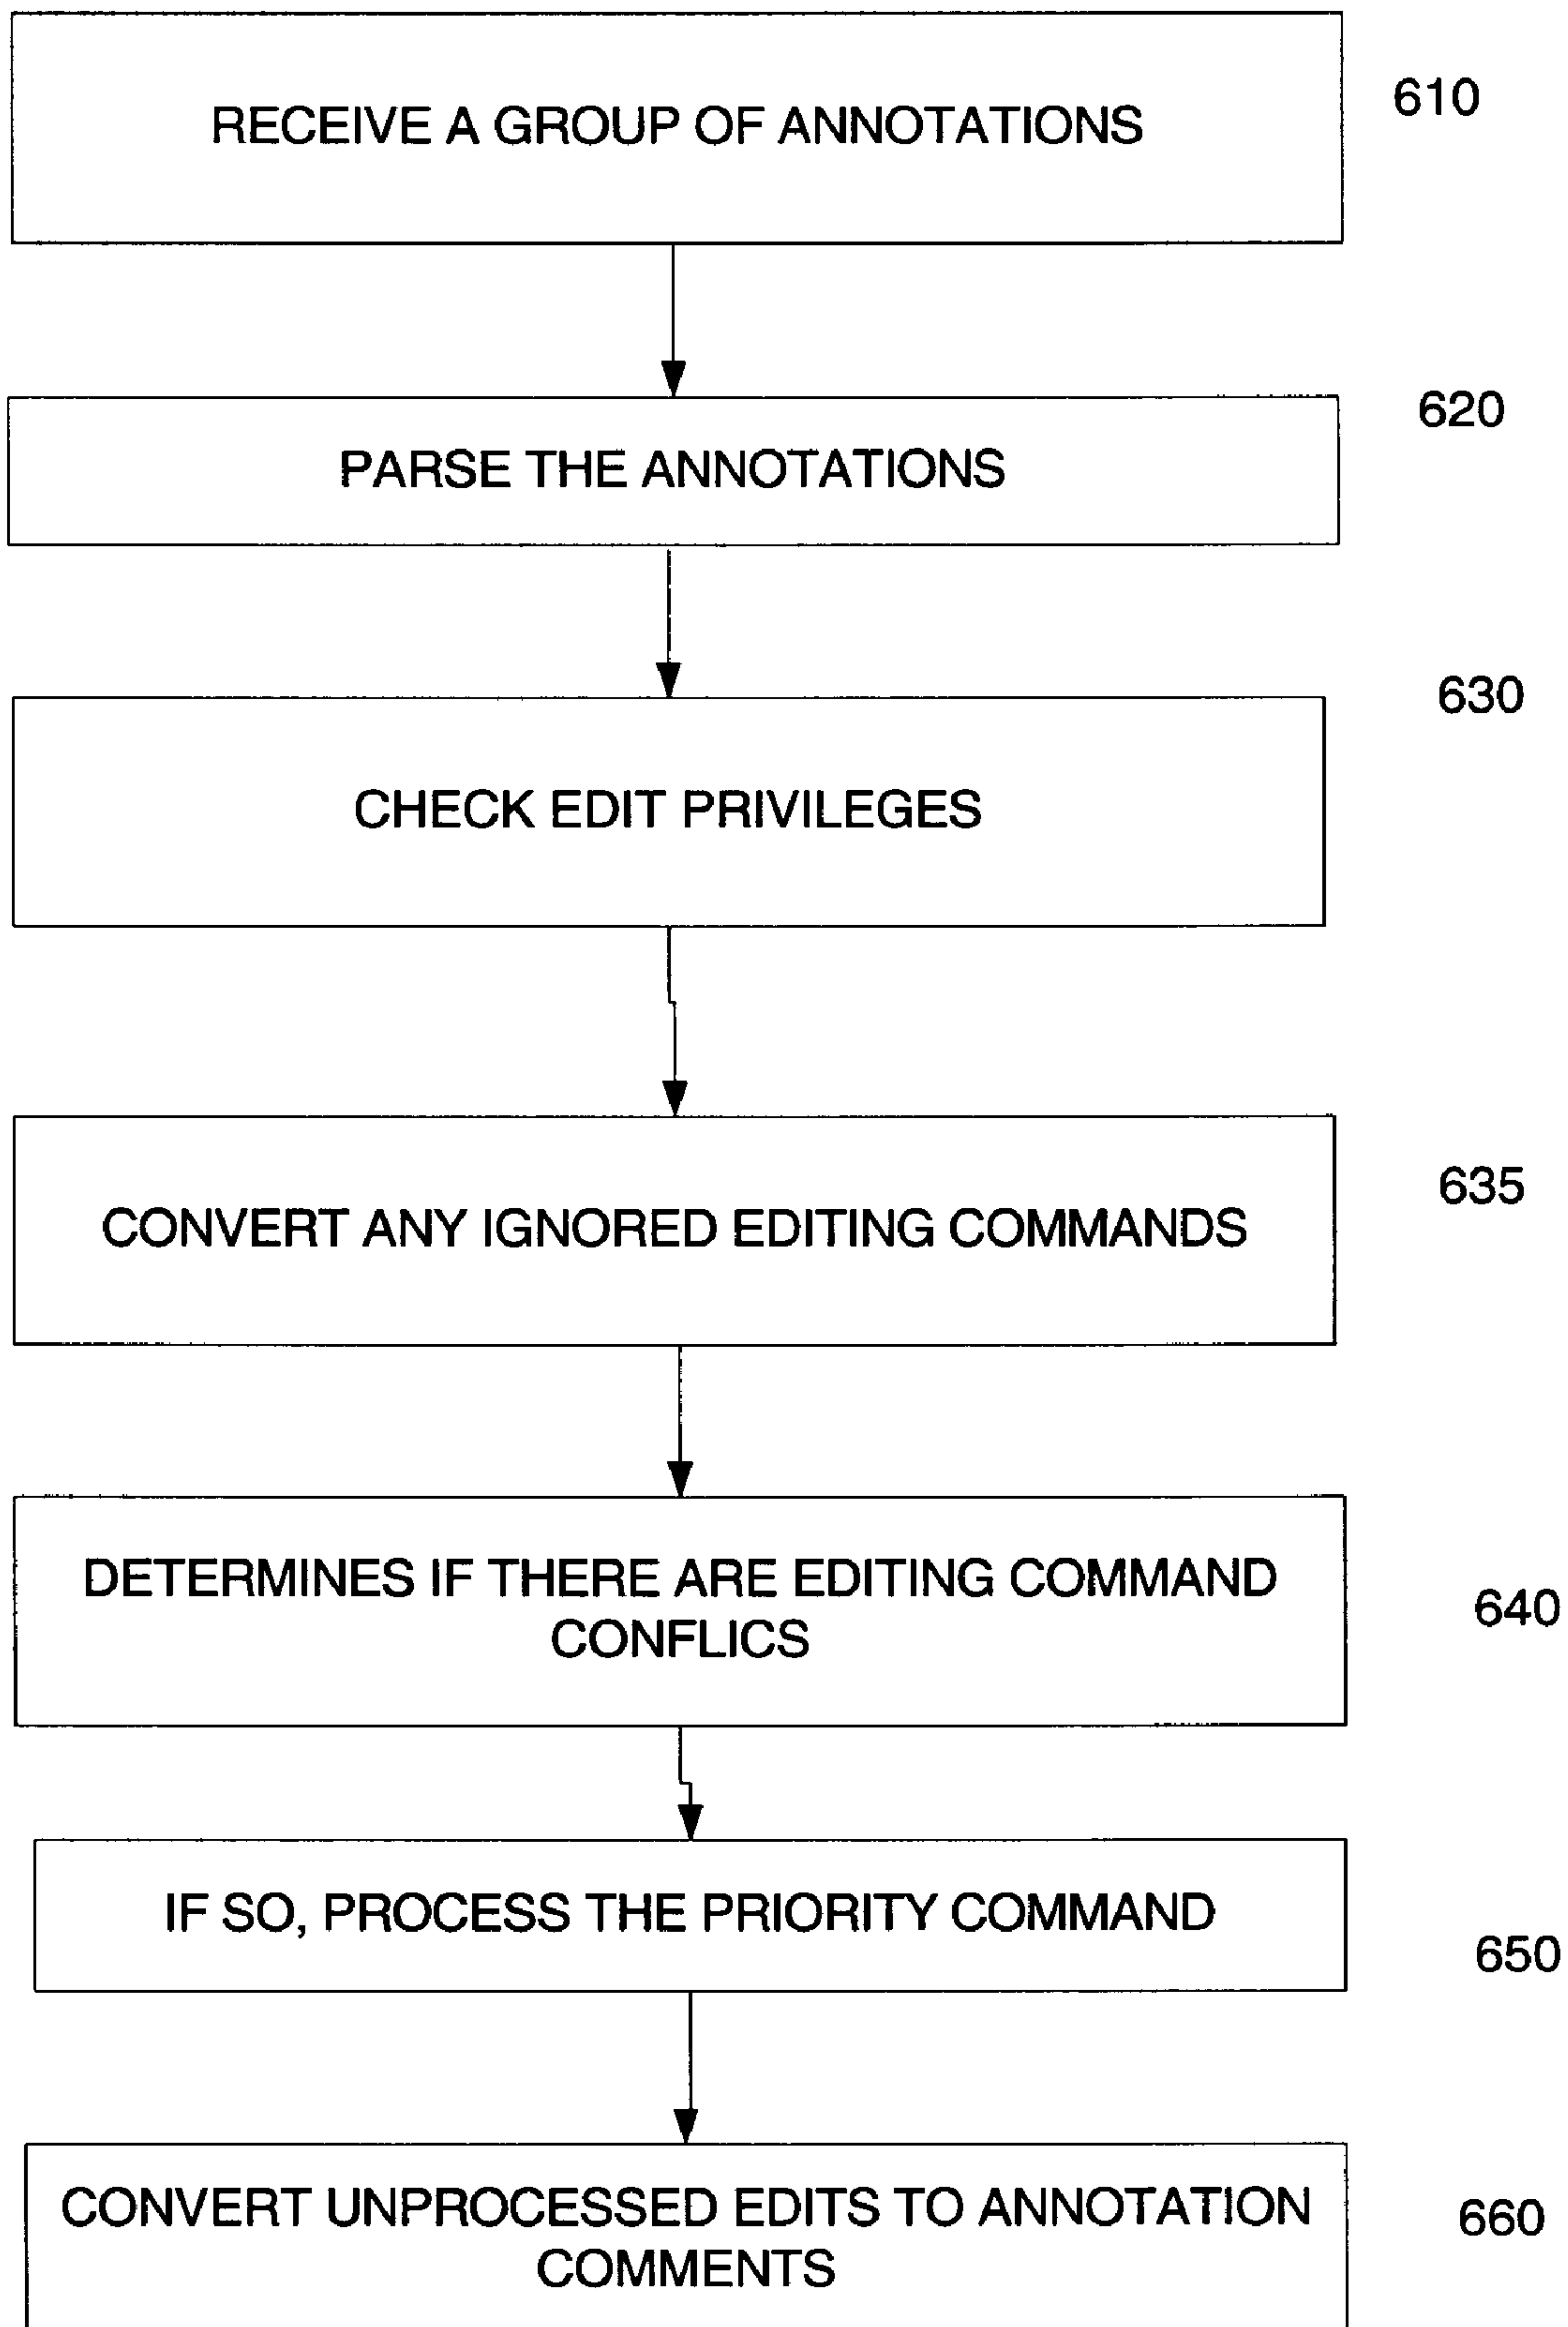 RECEIVE A GROUP OF ANNOTATIONS
610
PARSE THE ANNOTATIONS
620
CHECK EDIT PRIVILEGES
630
CONVERT ANY IGNORED EDITING COMMANDS
635
DETERMINES IF THERE ARE EDITING COMMAND
CONFLICS
640
IF SO, PROCESS THE PRIORITY COMMAND
650
CONVERT UNPROCESSED EDITS TO ANNOTATION
COMMENTS
660